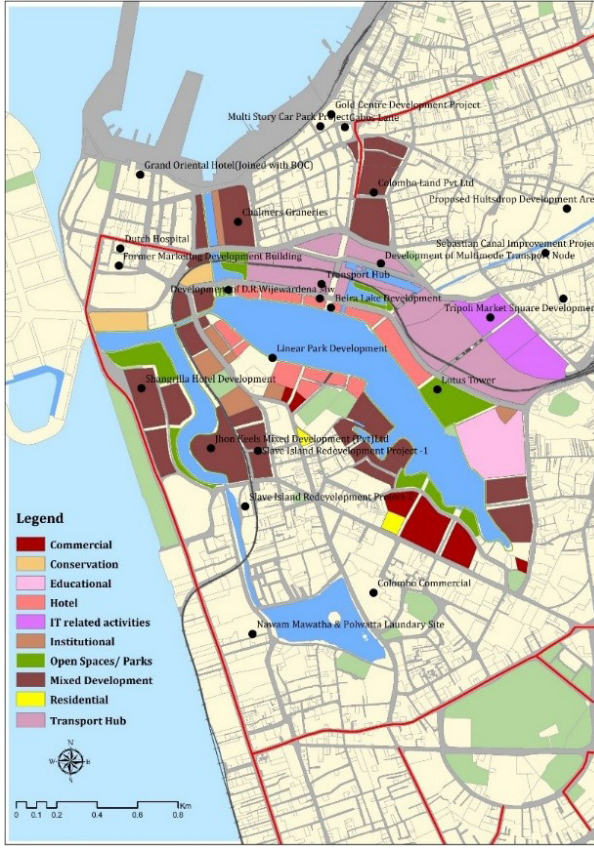 Gold Centre Development Project
Multi Story Car Park Project
Gabos Lane
Grand Oriental Hotel(Joined with BOC)
Colombo Land Pvt Ltd
Proposed Hultsdrop Development Are
Chalmers Graneries
Dutch Hospital
Sebastian Canal Improvement Projec
Former Marketing Development Building
Development of Multimode Transport Node
Transport Hub
Development of D.R.Wijewardena Mw
Beira Lake Development
Tripoli Market Square Development
Linear Park Development
Shangrilla Hotel Development
Lotus Tower
Jhon Keels Mixed Development (Pvt)Ltd
Slave Island Redevelopment Project -1
Slave Island Redevelopment Project
Colombo Commercial
Nawam Mawatha & Polwatta Laundary Site
Legend
Commercial
Conservation
Educational
Hotel
IT related activities
Institutional
Open Spaces/ Parks
Mixed Development
Residential
Transport Hub
N
W
E
S
0 0.1 0.2 0.4 0.6 0.8
Km